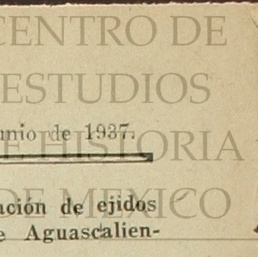 CENTRO DE
ESTUDIOS
unio de 1937.
DE HISTORIA
DE MEXICO
ación de ejidos
e Aguascalien-